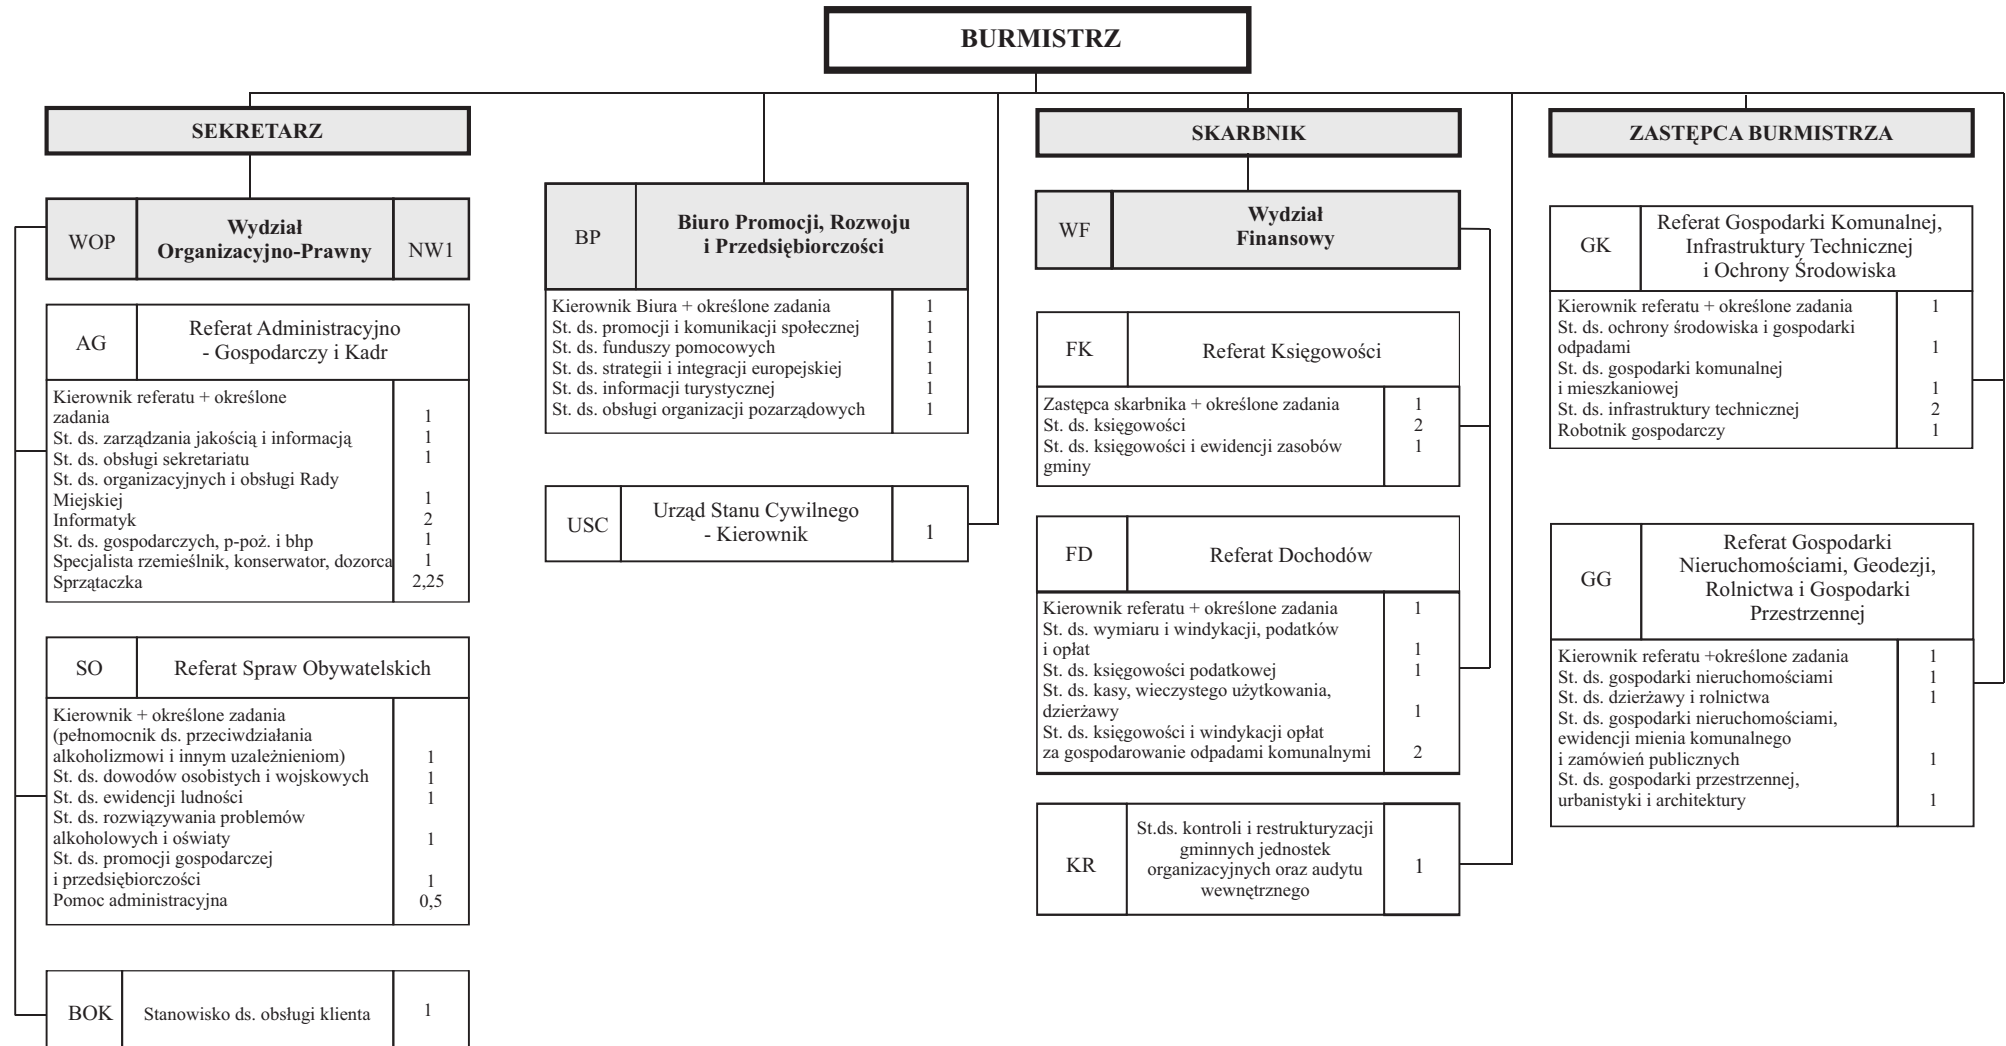 BURMISTRZ
SEKRETARZ
WOP
Wydział
Organizacyjno-Prawny
NW1
AG
Referat Administracyjno
- Gospodarczy i Kadr
Kierownik referatu + określone
zadania 1
St. ds. zarządzania jakością i informacją 1
St. ds. obsługi sekretariatu 1
St. ds. organizacyjnych i obsługi Rady
Miejskiej 1
Informatyk 2
St. ds. gospodarczych, p-poż. i bhp 1
Specjalista rzemieślnik, konserwator, dozorca 1
Sprzątaczka 2,25
SO
Referat Spraw Obywatelskich
Kierownik + określone zadania
(pełnomocnik ds. przeciwdziałania
alkoholizmowi i innym uzależnieniom) 1
St. ds. dowodów osobistych i wojskowych 1
St. ds. ewidencji ludności 1
St. ds. rozwiązywania problemów
alkoholowych i oświaty 1
St. ds. promocji gospodarczej
i przedsiębiorczości 1
Pomoc administracyjna 0,5
BOK
Stanowisko ds. obsługi klienta
1
BP
Biuro Promocji, Rozwoju
i Przedsiębiorczości
Kierownik Biura + określone zadania 1
St. ds. promocji i komunikacji społecznej 1
St. ds. funduszy pomocowych 1
St. ds. strategii i integracji europejskiej 1
St. ds. informacji turystycznej 1
St. ds. obsługi organizacji pozarządowych 1
USC
Urząd Stanu Cywilnego
- Kierownik
1
SKARBNIK
WF
Wydział
Finansowy
FK
Referat Księgowości
Zastępca skarbnika + określone zadania 1
St. ds. księgowości 2
St. ds. księgowości i ewidencji zasobów 1
gminy
FD
Referat Dochodów
Kierownik referatu + określone zadania 1
St. ds. wymiaru i windykacji, podatków
i opłat 1
St. ds. księgowości podatkowej 1
St. ds. kasy, wieczystego użytkowania,
dzierżawy 1
St. ds. księgowości i windykacji opłat
za gospodarowanie odpadami komunalnymi 2
KR
St.ds. kontroli i restrukturyzacji
gminnych jednostek
organizacyjnych oraz audytu
wewnętrznego
1
ZASTĘPCA BURMISTRZA
GK
Referat Gospodarki Komunalnej,
Infrastruktury Technicznej
i Ochrony Środowiska
Kierownik referatu + określone zadania 1
St. ds. ochrony środowiska i gospodarki
odpadami 1
St. ds. gospodarki komunalnej
i mieszkaniowej 1
St. ds. infrastruktury technicznej 2
Robotnik gospodarczy 1
GG
Referat Gospodarki
Nieruchomościami, Geodezji,
Rolnictwa i Gospodarki
Przestrzennej
Kierownik referatu +określone zadania 1
St. ds. gospodarki nieruchomościami 1
St. ds. dzierżawy i rolnictwa 1
St. ds. gospodarki nieruchomościami,
ewidencji mienia komunalnego
i zamówień publicznych 1
St. ds. gospodarki przestrzennej,
urbanistyki i architektury 1